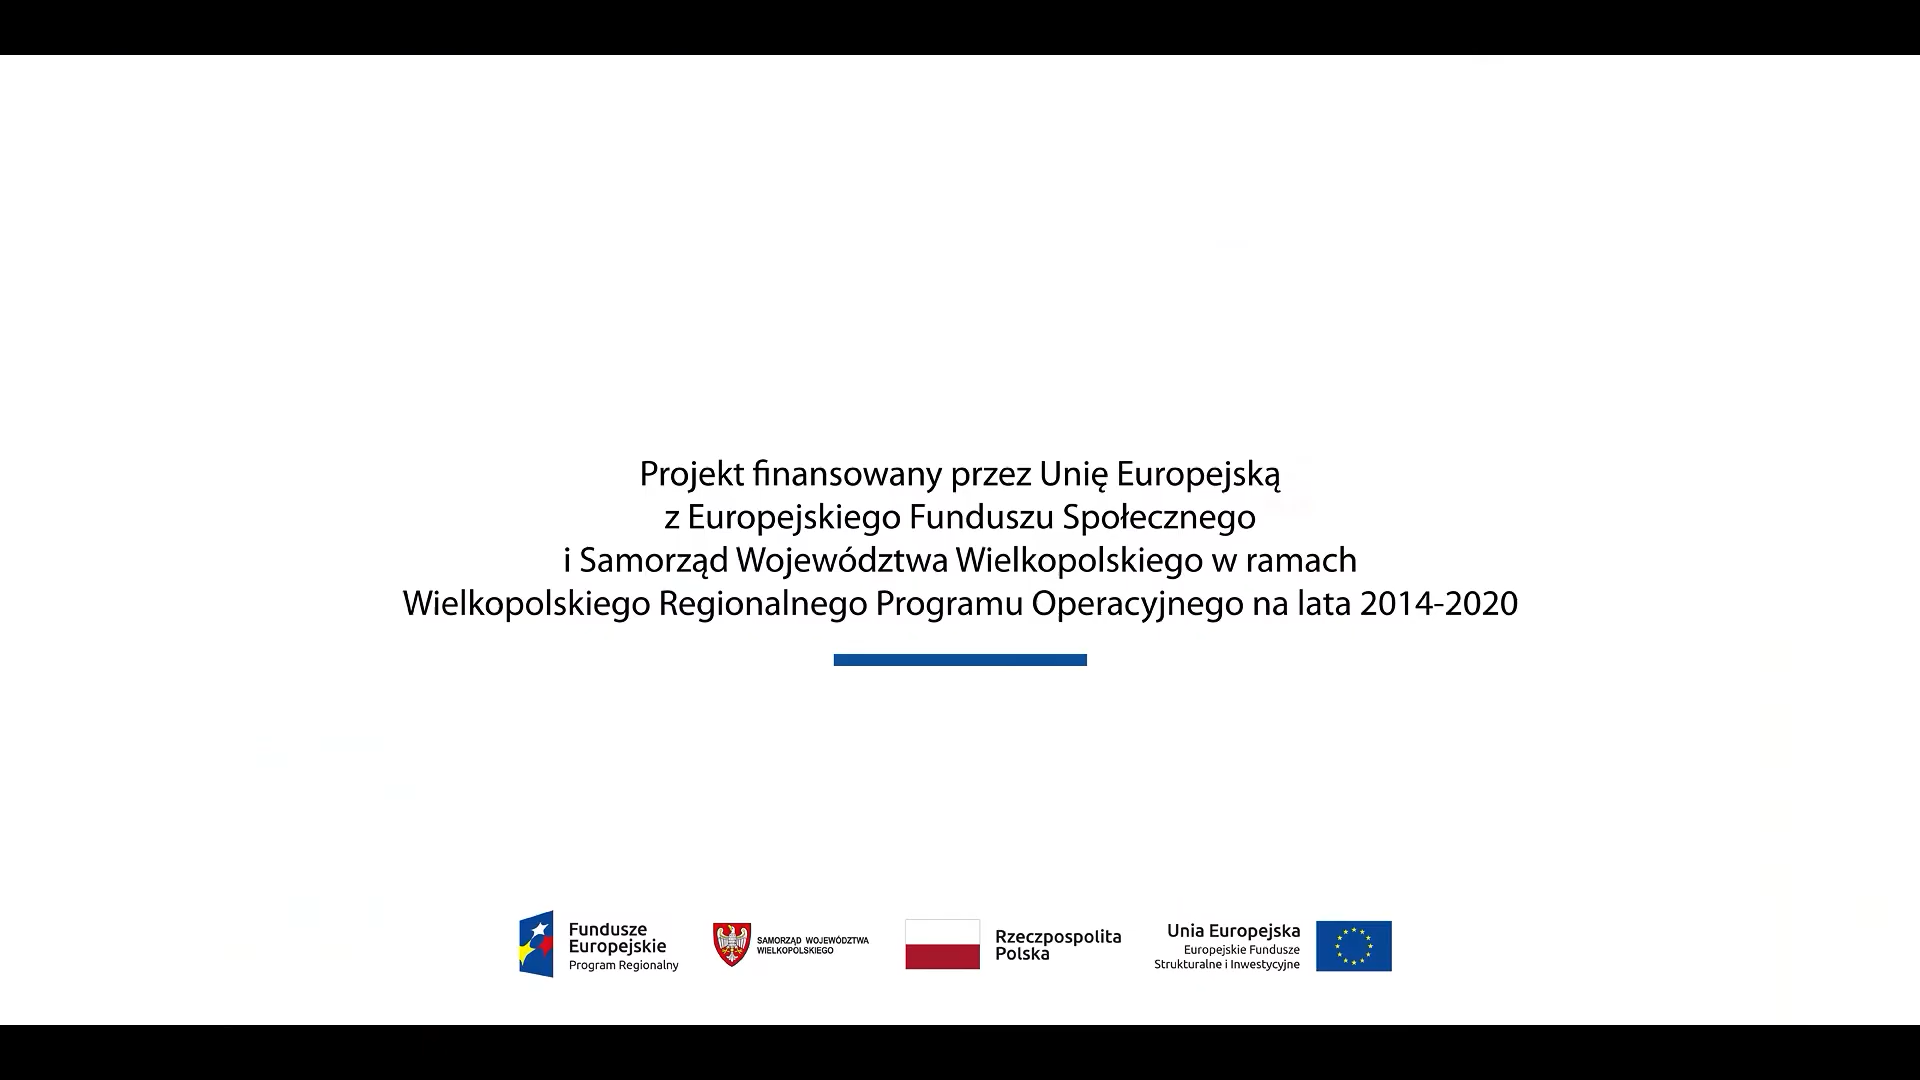 Projekt finansowany przez Unię Europejską
z Europejskiego Funduszu Społecznego
i Samorząd Województwa Wielkopolskiego w ramach
Wielkopolskiego Regionalnego Programu Operacyjnego na lata 2014-2020
Fundusze
Europejskie
Program Regionalny
SAMORZĄD WOJEWÓDZTWA
WIELKOPOLSKIEGO
Rzeczpospolita
Polska
Unia Europejska
Europejskie Fundusze
Strukturalne i Inwestycyjne